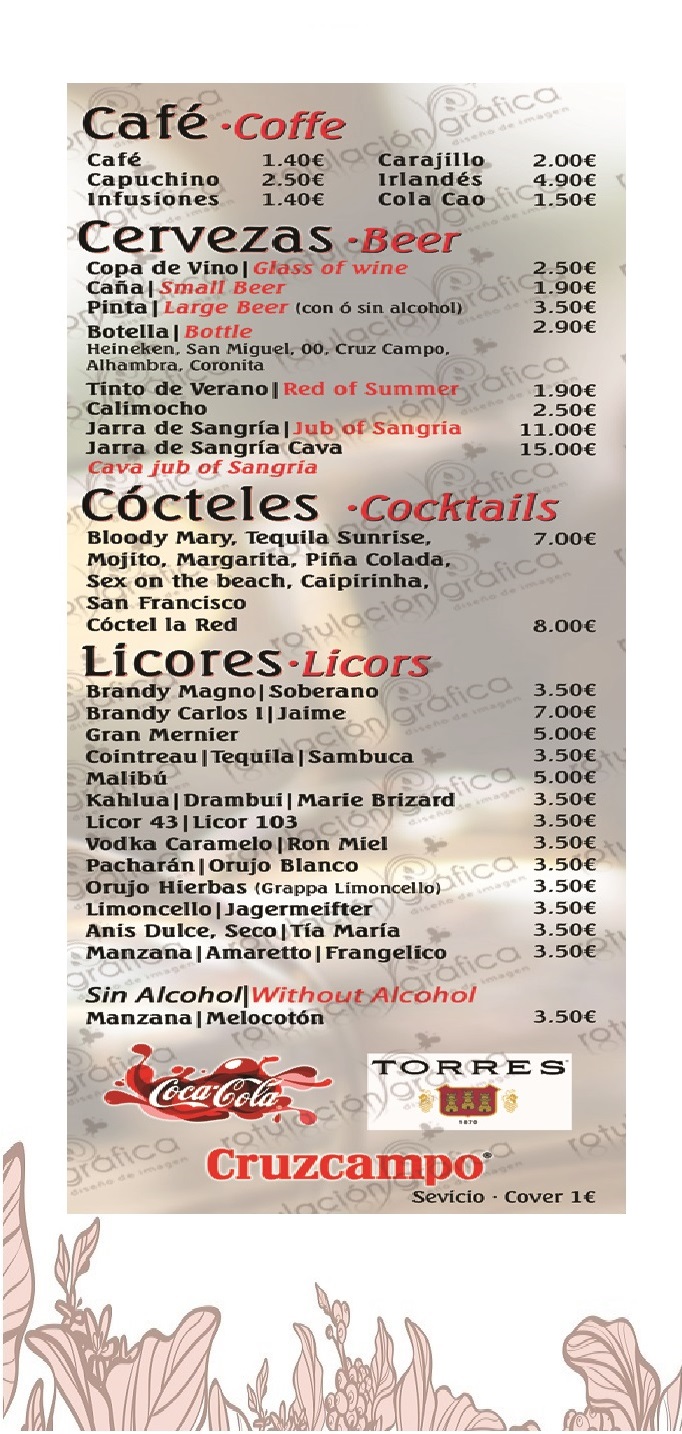 Café ·Coffe
Café 1.40€ Carajillo 2.00€
Capuchino 2.50€ Irlandés 4.90€
Infusiones 1.40€ Cola Cao 1.50€
Cervezas ·Beer
Copa de Vino|Glass of wine 2.50€
Caña|Small Beer 1.90€
Pinta|Large Beer (con ó sin alcohol) 3.50€
Botella|Bottle 2.90€
Heineken, San Miguel, 00, Cruz Campo,
Alhambra, Coronita
Tinto de Verano|Red of Summer 1.90€
Calimocho 2.50€
Jarra de Sangría|Jub of Sangria 11.00€
Jarra de Sangría Cava 15.00€
Cava jub of Sangria
Cócteles ·Cocktails
Bloody Mary, Tequila Sunrise, 7.00€
Mojito, Margarita, Piña Colada,
Sex on the beach, Caipirinha,
San Francisco
Cóctel la Red 8.00€
Licores·Licors
Brandy Magno|Soberano 3.50€
Brandy Carlos I|Jaime 7.00€
Gran Mernier 5.00€
Cointreau|Tequila|Sambuca 3.50€
Malibú 5.00€
Kahlua|Drambui|Marie Brizard 3.50€
Licor 43|Licor 103 3.50€
Vodka Caramelo|Ron Miel 3.50€
Pacharán|Orujo Blanco 3.50€
Orujo Hierbas (Grappa Limoncello) 3.50€
Limoncello|Jagermeifter 3.50€
Anis Dulce, Seco|Tía María 3.50€
Manzana|Amaretto|Frangelico 3.50€
Sin Alcohol|Without Alcohol
Manzana|Melocotón 3.50€
Coca-Cola
TORRES
1870
Cruzcampo®
Sevicio · Cover 1€
rotulación gráfica
diseño de imagen